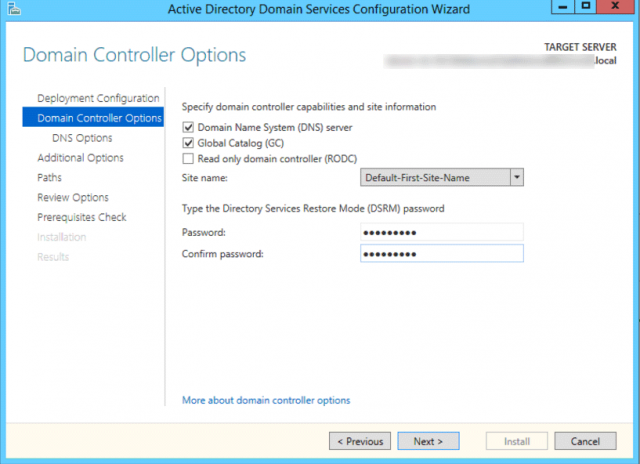 Active Directory Domain Services Configuration Wizard
Domain Controller Options
TARGET SERVER
.local
Deployment Configuration
Domain Controller Options
DNS Options
Additional Options
Paths
Review Options
Prerequisites Check
Installation
Results
Specify domain controller capabilities and site information
Domain Name System (DNS) server
Global Catalog (GC)
Read only domain controller (RODC)
Site name: Default-First-Site-Name
Type the Directory Services Restore Mode (DSRM) password
Password: •••••••••
Confirm password: •••••••••
More about domain controller options
< Previous Next > Install Cancel